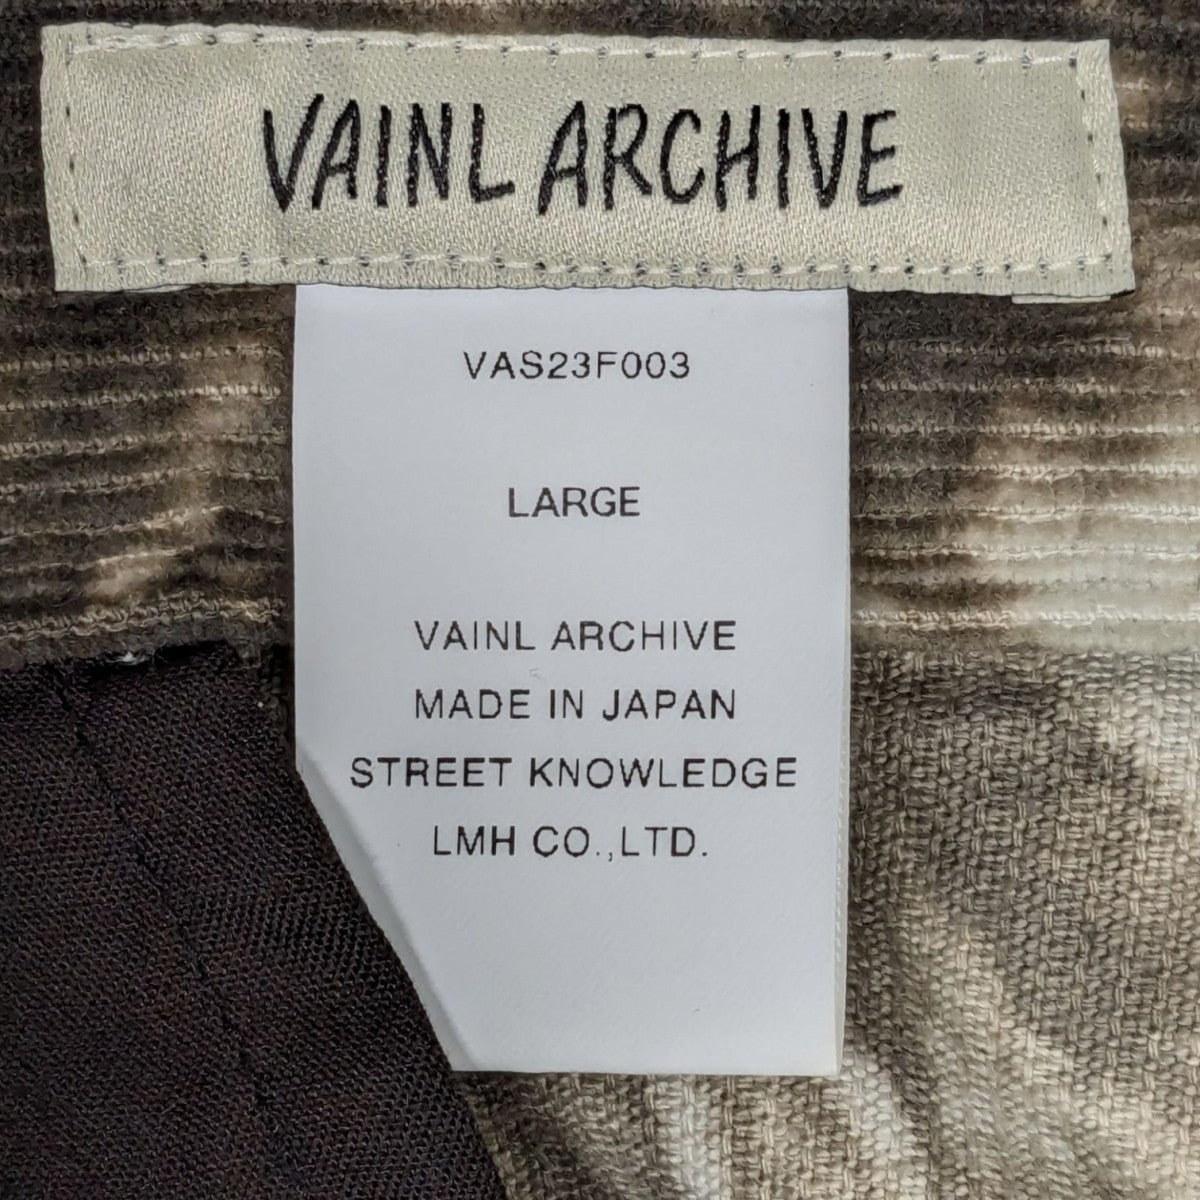 VAINL ARCHIVE
VAS23F003
LARGE
VAINL ARCHIVE
MADE IN JAPAN
STREET KNOWLEDGE
LMH CO.,LTD.